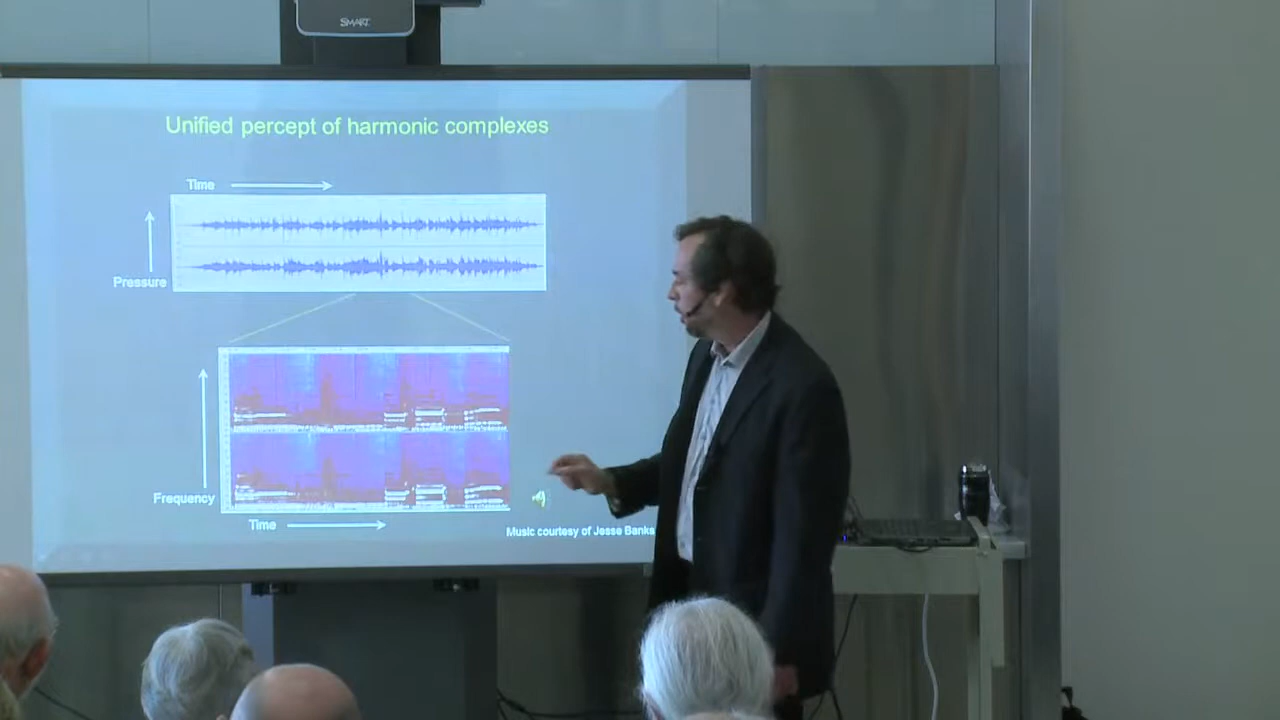 SMART
Unified percept of harmonic complexes
Time
Pressure
Frequency
Time
Music courtesy of Jesse Banks